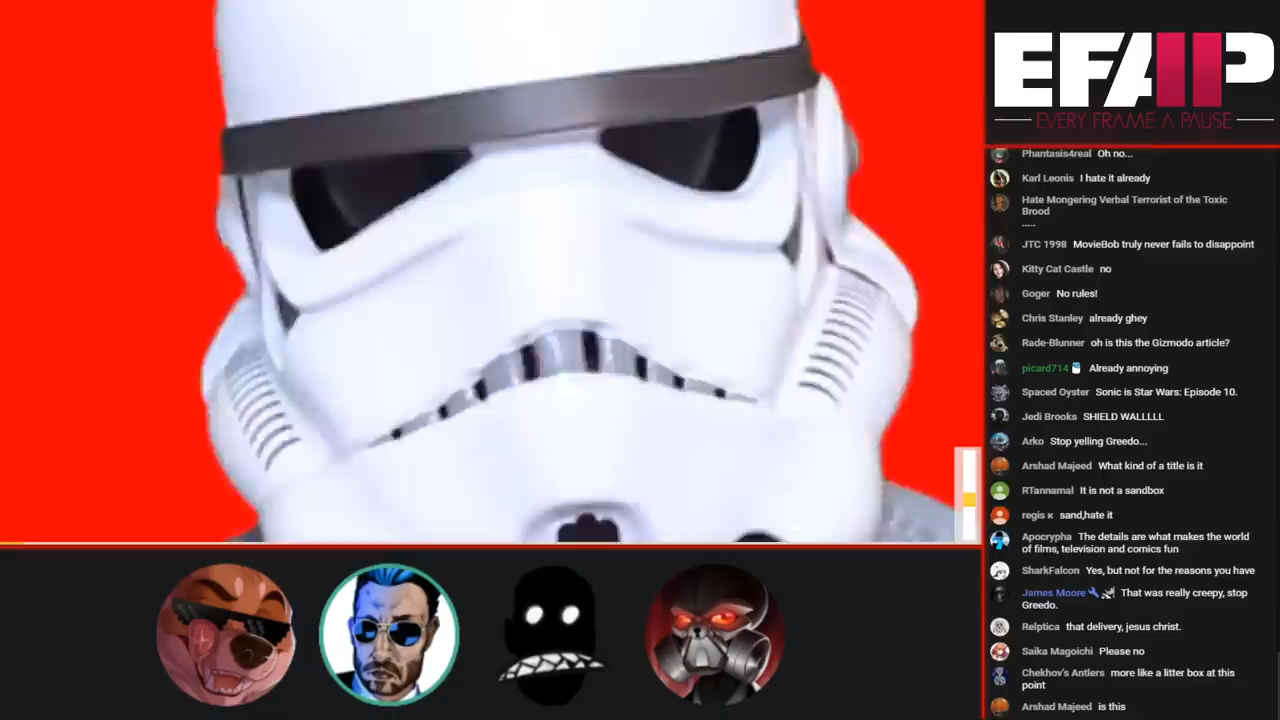 EFAP
EVERY FRAME A PAUSE
Phantasis4real Oh no...
Karl Leonis I hate it already
Hate Mongering Verbal Terrorist of the Toxic
Brood
.....
JTC 1998 MovieBob truly never fails to disappoint
Kitty Cat Castle no
Goger No rules!
Chris Stanley already ghey
Rade-Blunner oh is this the Gizmodo article?
picard714 Already annoying
Spaced Oyster Sonic is Star Wars: Episode 10.
Jedi Brooks SHIELD WALLLLL
Arko Stop yelling Greedo...
Arshad Majeed What kind of a title is it
RTannamal It is not a sandbox
regis κ sand,hate it
Apocrypha The details are what makes the world
of films, television and comics fun
SharkFalcon Yes, but not for the reasons you have
James Moore That was really creepy, stop
Greedo.
Relptica that delivery, jesus christ.
Saika Magoichi Please no
Chekhov's Antlers more like a litter box at this
point
Arshad Majeed is this